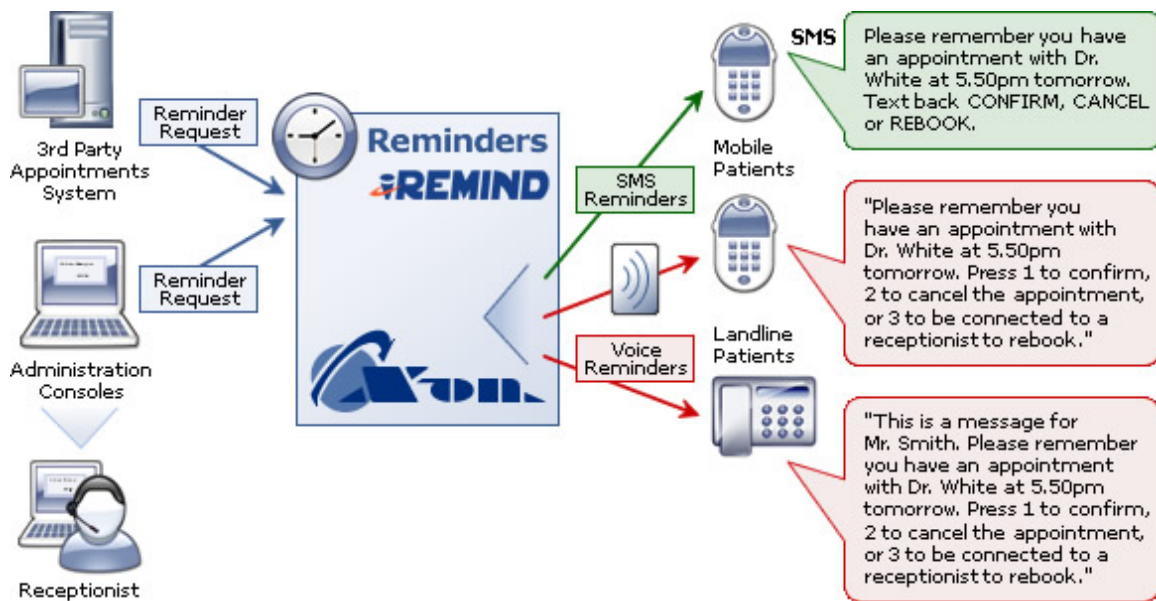 3rd Party
Appointments
System
Administration
Consoles
Receptionist
Reminder
Request
Reminder
Request
Reminders
iREMIND
SMS
Reminders
Voice
Reminders
Mobile
Patients
Landline
Patients
SMS
Please remember you have
an appointment with Dr.
White at 5.50pm tomorrow.
Text back CONFIRM, CANCEL
or REBOOK.
"Please remember you
have an appointment with
Dr. White at 5.50pm
tomorrow. Press 1 to confirm,
2 to cancel the appointment,
or 3 to be connected to a
receptionist to rebook."
"This is a message for
Mr. Smith. Please remember
you have an appointment
with Dr. White at 5.50pm
tomorrow. Press 1 to confirm,
2 to cancel the appointment,
or 3 to be connected to a
receptionist to rebook."